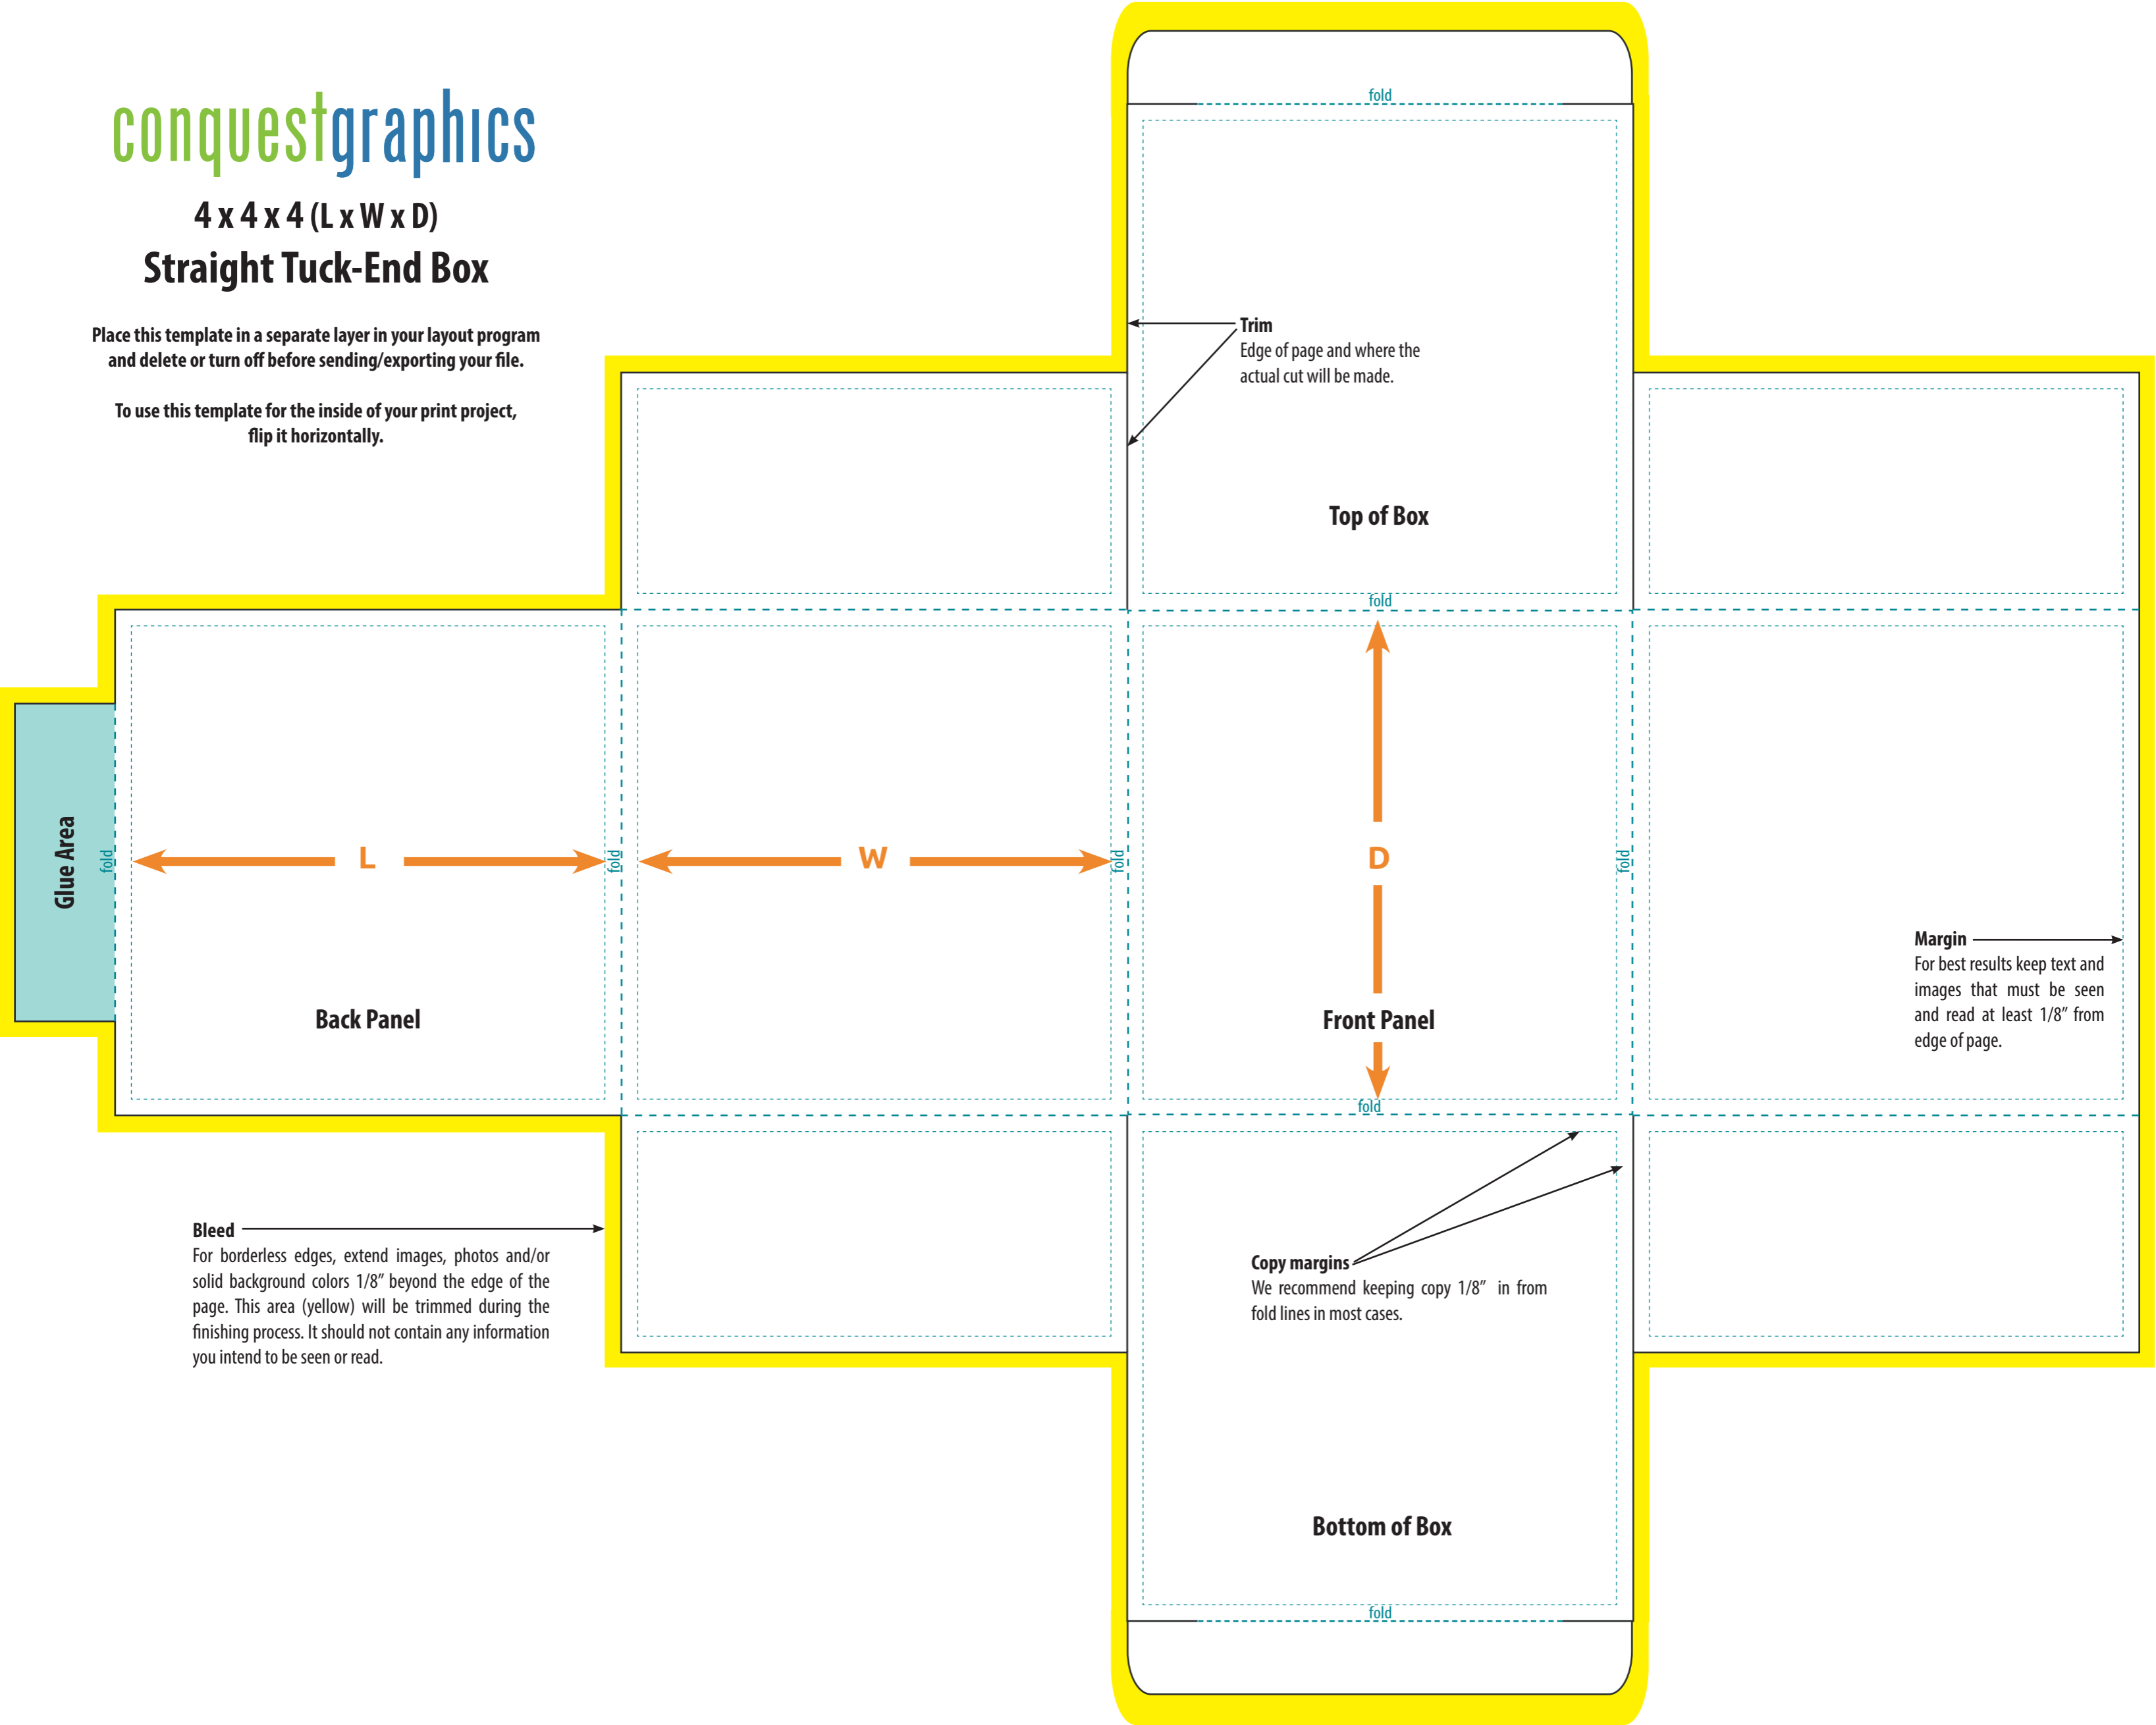 conquestgraphics
4 x 4 x 4 (L x W x D)
Straight Tuck-End Box
Place this template in a separate layer in your layout program
and delete or turn off before sending/exporting your file.
To use this template for the inside of your print project,
flip it horizontally.
fold
Trim
Edge of page and where the
actual cut will be made.
Top of Box
fold
Glue Area
fold
L
fold
W
fold
D
fold
Back Panel
Front Panel
Margin
For best results keep text and
images that must be seen
and read at least 1/8" from
edge of page.
fold
Bleed
For borderless edges, extend images, photos and/or
solid background colors 1/8" beyond the edge of the
page. This area (yellow) will be trimmed during the
finishing process. It should not contain any information
you intend to be seen or read.
Copy margins
We recommend keeping copy 1/8" in from
fold lines in most cases.
Bottom of Box
fold